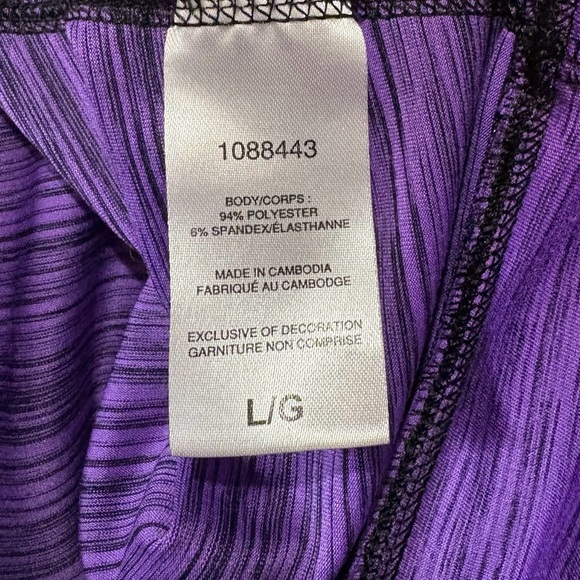 1088443
BODY/CORPS :
94% POLYESTER
6% SPANDEX/ÉLASTHANNE
MADE IN CAMBODIA
FABRIQUÉ AU CAMBODGE
EXCLUSIVE OF DECORATION
GARNITURE NON COMPRISE
L/G